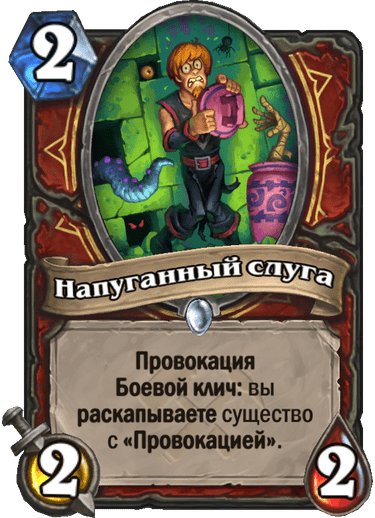 2
Напуганный слуга
Провокация
Боевой клич: вы
раскапываете существо
с «Провокацией».
2
2